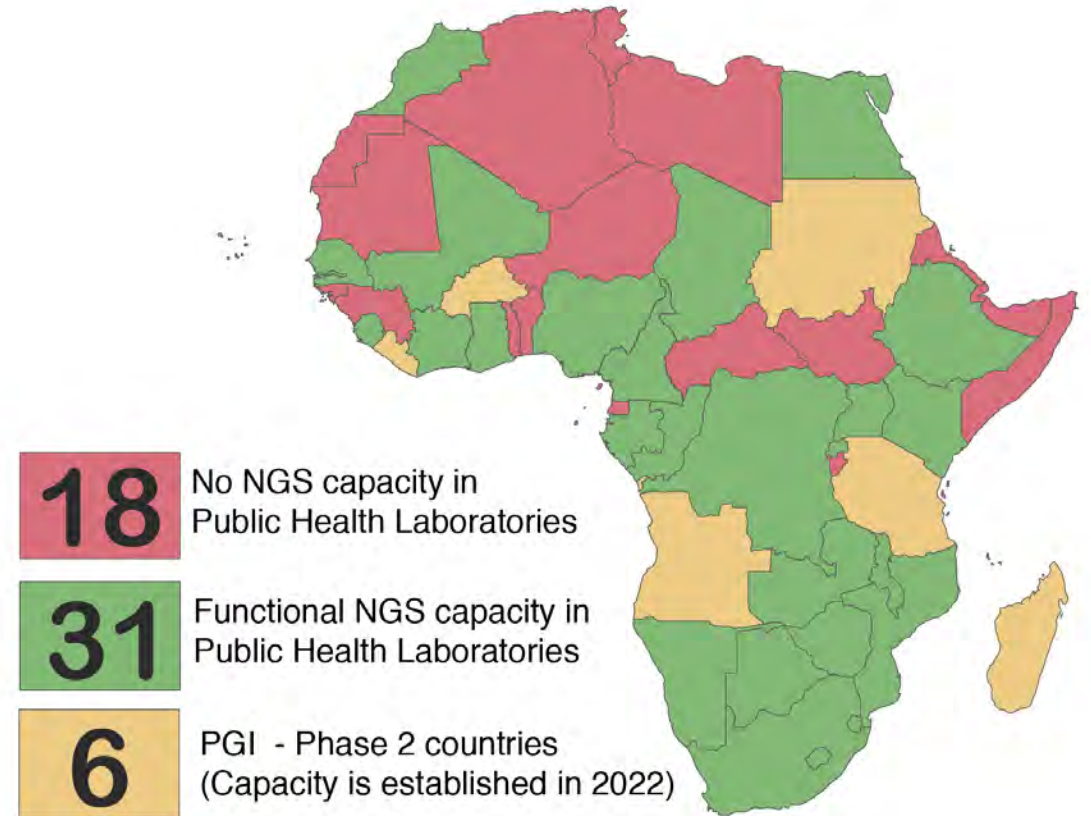 18
No NGS capacity in
Public Health Laboratories
31
Functional NGS capacity in
Public Health Laboratories
6
PGI - Phase 2 countries
(Capacity is established in 2022)